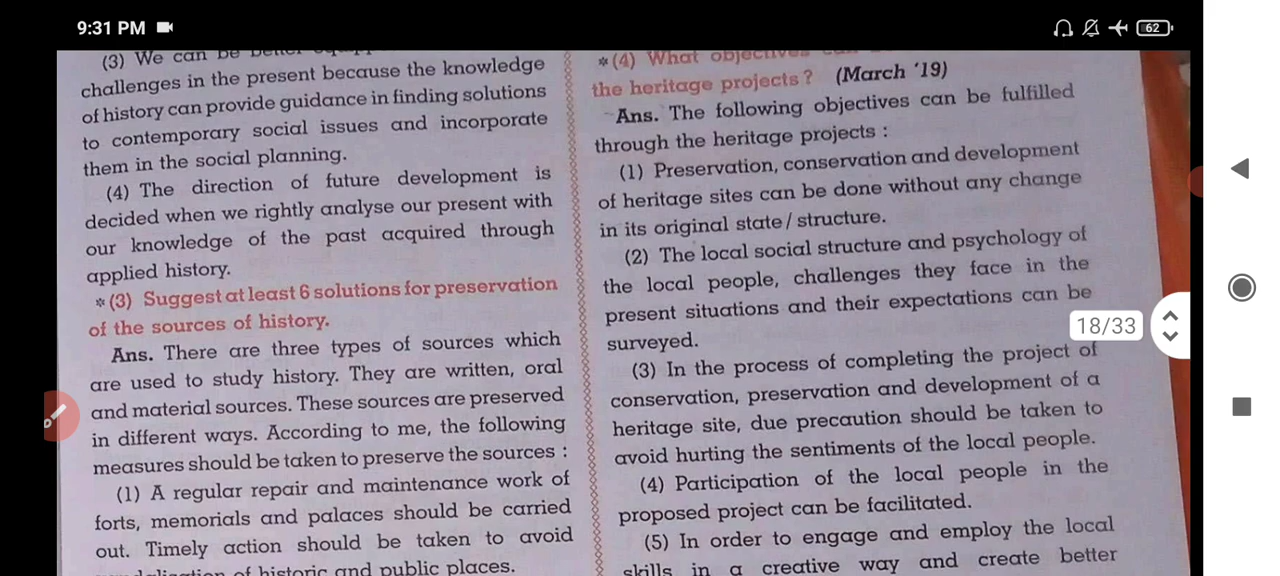 9:31 PM
62
(3) We can be better
challenges in the present because the knowledge
of history can provide guidance in finding solutions
to contemporary social issues and incorporate
them in the social planning.
(4) The direction of future development is
decided when we rightly analyse our present with
our knowledge of the past acquired through
applied history.
* (3) Suggest at least 6 solutions for preservation
of the sources of history.
Ans. There are three types of sources which
are used to study history. They are written, oral
and material sources. These sources are preserved
in different ways. According to me, the following
measures should be taken to preserve the sources :
(1) A regular repair and maintenance work of
forts, memorials and palaces should be carried
out. Timely action should be taken to avoid
of historic and public places.
* (4) What objectives
the heritage projects ? (March '19)
Ans. The following objectives can be fulfilled
through the heritage projects :
(1) Preservation, conservation and development
of heritage sites can be done without any change
in its original state / structure.
(2) The local social structure and psychology of
the local people, challenges they face in the
present situations and their expectations can be
surveyed.
(3) In the process of completing the project of
conservation, preservation and development of a
heritage site, due precaution should be taken to
avoid hurting the sentiments of the local people.
(4) Participation of the local people in the
proposed project can be facilitated.
(5) In order to engage and employ the local
skills in a creative way and create better
18/33